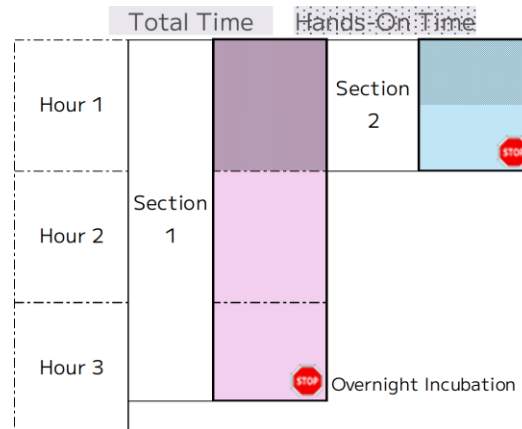 Total Time
Hands-On Time
Hour 1
Section
2
STOP
Section
1
Hour 2
Hour 3
STOP
Overnight Incubation